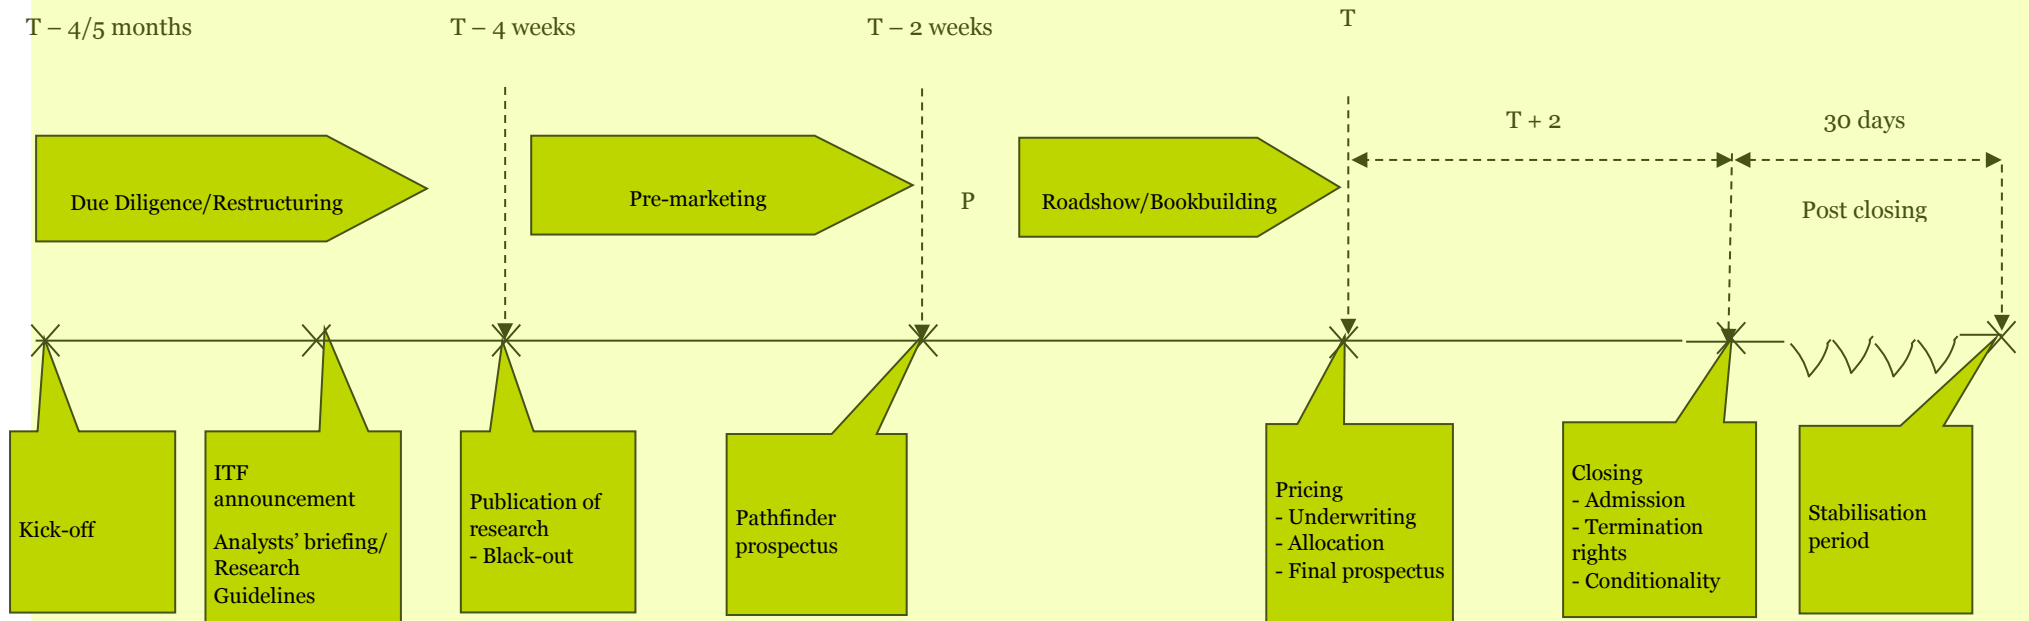 T – 4/5 months
T – 4 weeks
T – 2 weeks
T
T + 2
30 days
Due Diligence/Restructuring
Pre-marketing
P
Roadshow/Bookbuilding
Post closing
Kick-off
ITF
announcement
Analysts’ briefing/
Research
Guidelines
Publication of
research
- Black-out
Pathfinder
prospectus
Pricing
- Underwriting
- Allocation
- Final prospectus
Closing
- Admission
- Termination
rights
- Conditionality
Stabilisation
period